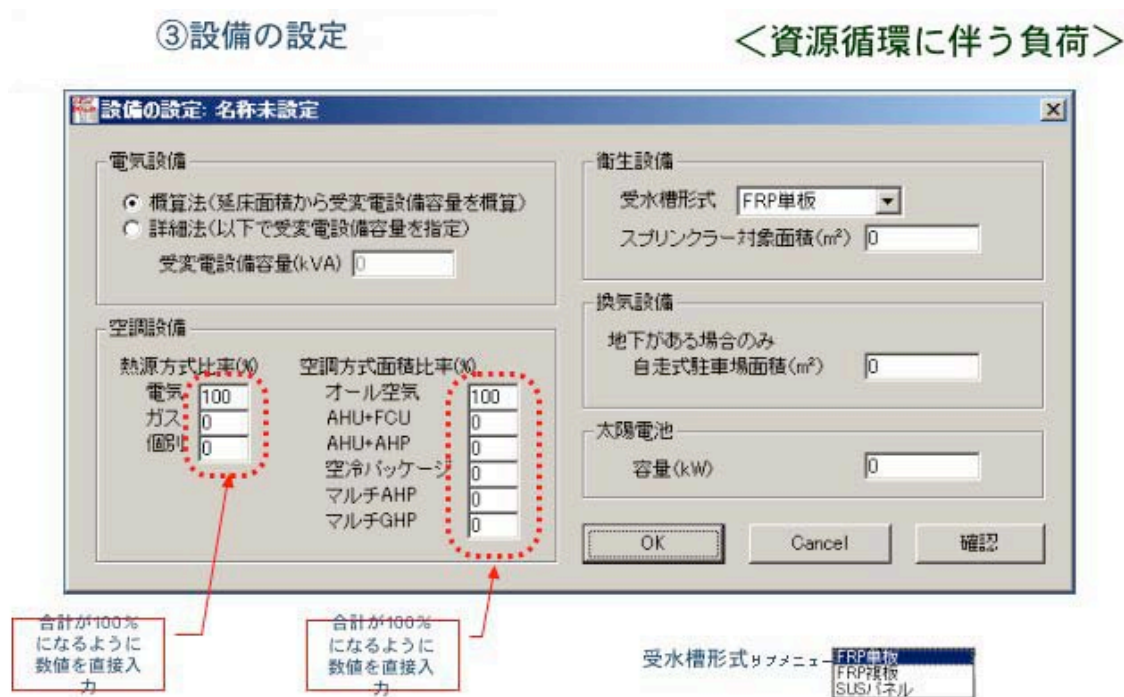 ③設備の設定
＜資源循環に伴う負荷＞
設備の設定: 名称未設定
電気設備
概算法(延床面積から受変電設備容量を概算)
詳細法(以下で受変電設備容量を指定)
受変電設備容量(kVA) 0
空調設備
熱源方式比率(%)
電気 100
ガス 0
個別 0
空調方式面積比率(%)
オール空気 100
AHU+FCU 0
AHU+AHP 0
空冷パッケージ 0
マルチAHP 0
マルチGHP 0
衛生設備
受水槽形式 FRP単板
スプリンクラー対象面積(㎡) 0
換気設備
地下がある場合のみ
自走式駐車場面積(㎡) 0
太陽電池
容量(kW) 0
OK Cancel 確認
合計が100%
になるように
数値を直接入
力
合計が100%
になるように
数値を直接入
力
受水槽形式サブメニュー
FRP単板
FRP複板
SUSパネル